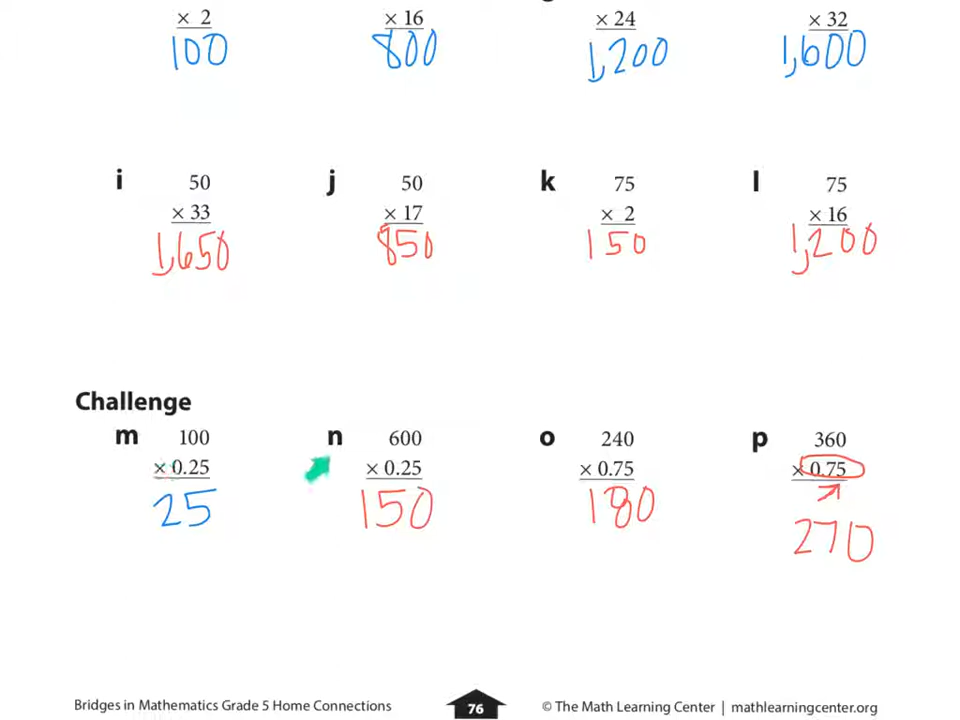 × 2 × 16 × 24 × 32
100 800 1,200 1,600
i 50 j 50 k 75 l 75
× 33 × 17 × 2 × 16
1,650 850 150 1,200
Challenge
m 100 n 600 o 240 p 360
× 0.25 × 0.25 × 0.75 × 0.75
25 150 180 270
Bridges in Mathematics Grade 5 Home Connections 76 © The Math Learning Center | mathlearningcenter.org